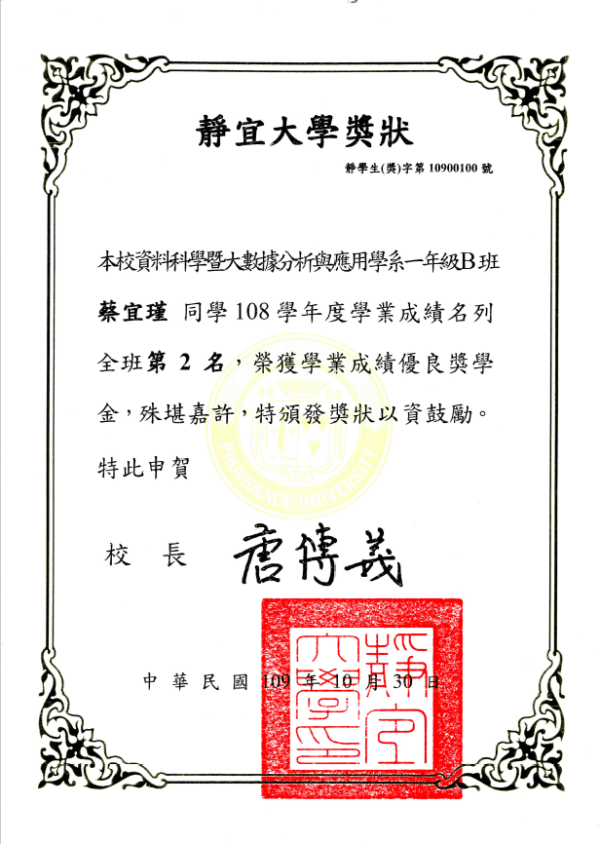 靜宜大學獎狀
靜學生(獎)字第 10900100 號
本校資料科學暨大數據分析與應用學系一年級B班
蔡宜瑾 同學108學年度學業成績名列
全班第 2 名，榮獲學業成績優良獎學
金，殊堪嘉許，特頒發獎狀以資鼓勵。
特此申賀
PROVIDENCE UNIVERSITY
校 長 唐傳義
中 華 民 國 109 年 10 月 30 日
靜宜大學印